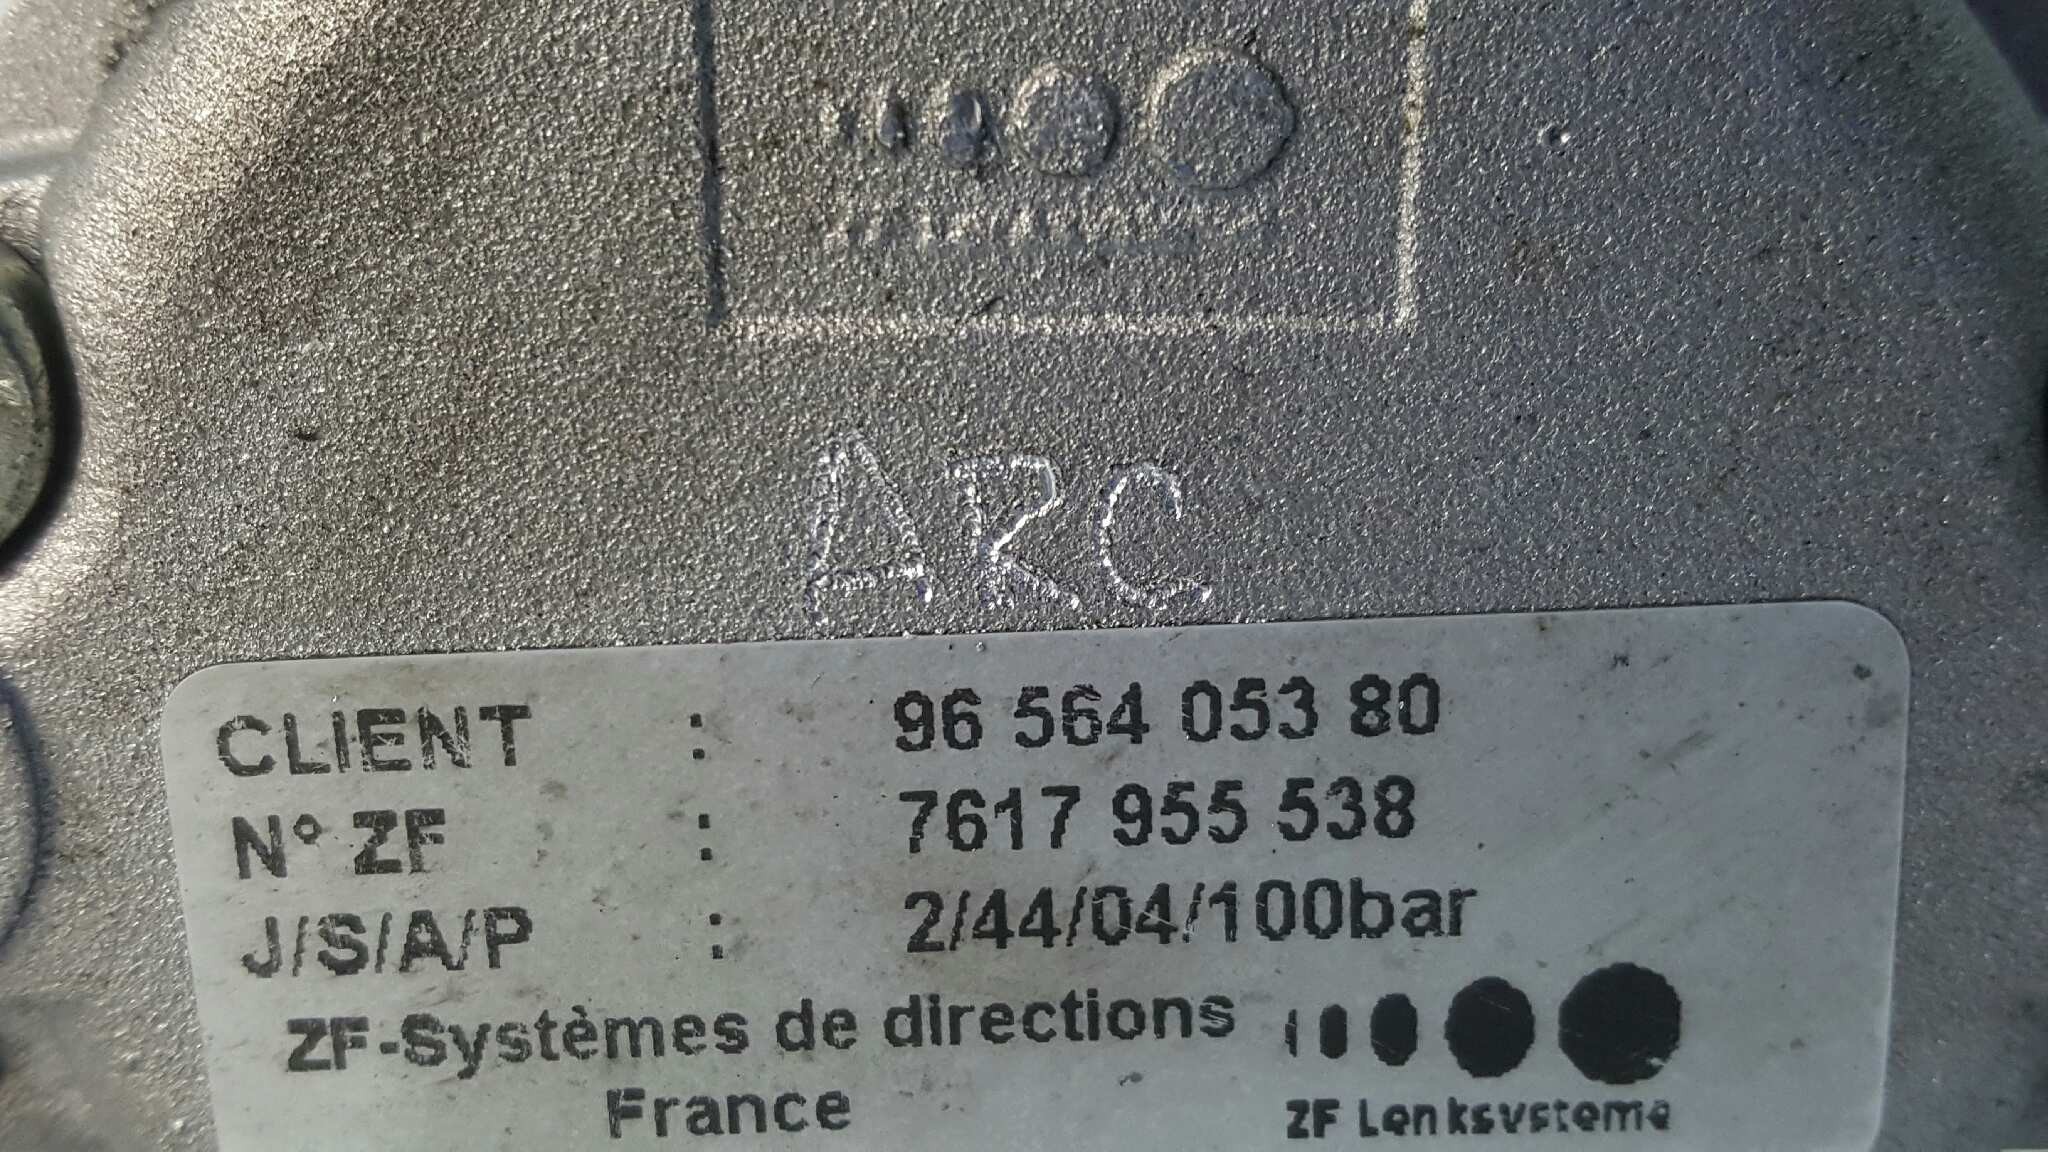 ARC
CLIENT : 96 564 053 80
N° ZF : 7617 955 538
J/S/A/P : 2/44/04/100bar
ZF-Systèmes de directions
France
ZF Lenksysteme